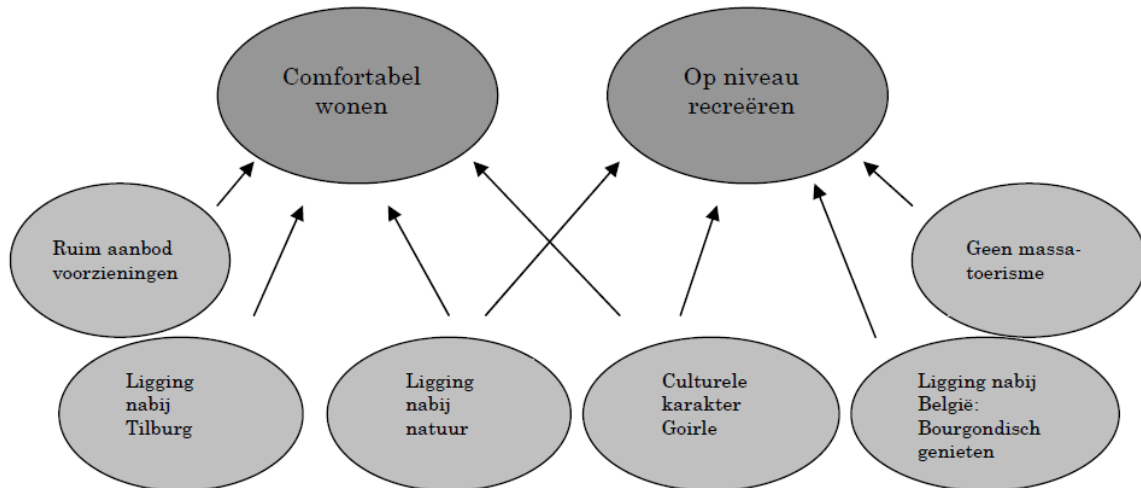 Comfortabel
wonen
Op niveau
recreëren
Ruim aanbod
voorzieningen
Geen massa-
toerisme
Ligging
nabij
Tilburg
Ligging
nabij
natuur
Culturele
karakter
Goirle
Ligging nabij
België:
Bourgondisch
genieten